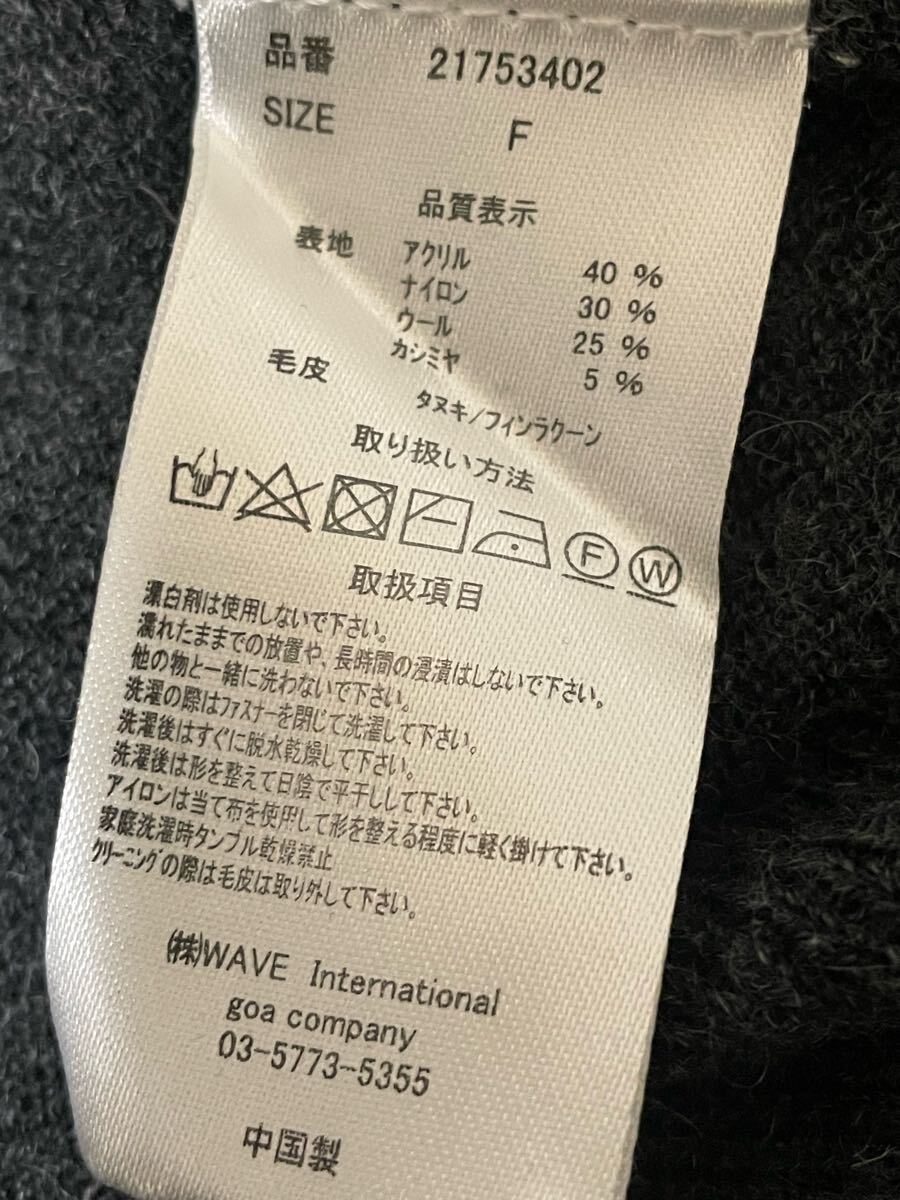 品番 21753402
SIZE F
品質表示
表地 アクリル 40 %
ナイロン 30 %
ウール 25 %
カシミヤ 5 %
毛皮 タヌキ/フィンラクーン
取り扱い方法
F W
取扱項目
漂白剤は使用しないで下さい。
濡れたままでの放置や、長時間の浸漬はしないで下さい。
他の物と一緒に洗わないで下さい。
洗濯の際はファスナーを閉じて洗濯して下さい。
洗濯後はすぐに脱水乾燥して下さい。
洗濯後は形を整えて日陰で平干しして下さい。
アイロンは当て布を使用して形を整える程度に軽く掛けて下さい。
家庭洗濯時タンブル乾燥禁止
クリーニングの際は毛皮は取り外して下さい。
㈱WAVE International
goa company
03-5773-5355
中国製